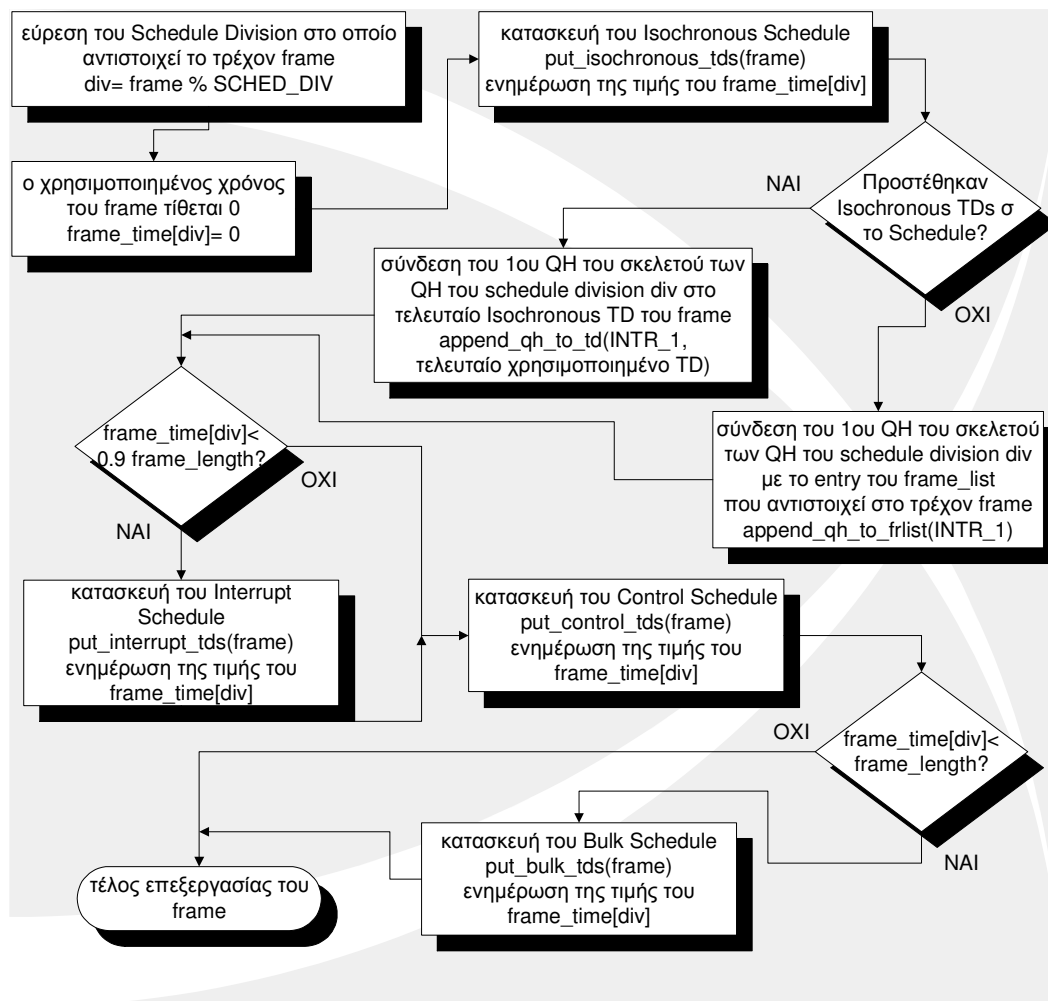 εύρεση του Schedule Division στο οποίο
αντιστοιχεί το τρέχον frame
div= frame % SCHED_DIV
ο χρησιμοποιημένος χρόνος
του frame τίθεται 0
frame_time[div]= 0
κατασκευή του Isochronous Schedule
put_isochronous_tds(frame)
ενημέρωση της τιμής του frame_time[div]
Προστέθηκαν
Isochronous TDs σ
το Schedule?
ΝΑΙ
ΟΧΙ
σύνδεση του 1ου QH του σκελετού των
QH του schedule division div στο
τελευταίο Isochronous TD του frame
append_qh_to_td(INTR_1,
τελευταίο χρησιμοποιημένο TD)
σύνδεση του 1ου QH του σκελετού
των QH του schedule division div
με το entry του frame_list
που αντιστοιχεί στο τρέχον frame
append_qh_to_frlist(INTR_1)
frame_time[div]<
0.9 frame_length?
ΟΧΙ
ΝΑΙ
κατασκευή του Interrupt
Schedule
put_interrupt_tds(frame)
ενημέρωση της τιμής του
frame_time[div]
κατασκευή του Control Schedule
put_control_tds(frame)
ενημέρωση της τιμής του
frame_time[div]
frame_time[div]<
frame_length?
ΟΧΙ
ΝΑΙ
κατασκευή του Bulk Schedule
put_bulk_tds(frame)
ενημέρωση της τιμής του
frame_time[div]
τέλος επεξεργασίας του
frame